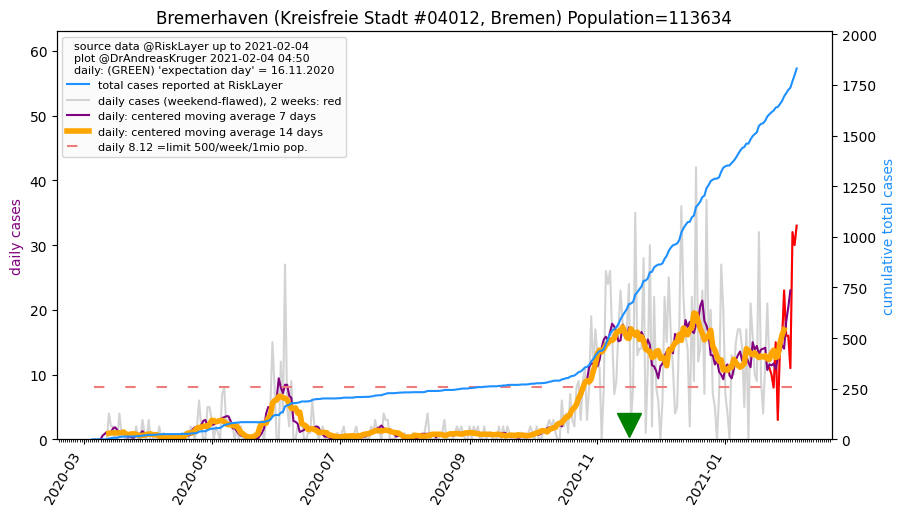 Bremerhaven (Kreisfreie Stadt #04012, Bremen) Population=113634
source data @RiskLayer up to 2021-02-04
plot @DrAndreasKruger 2021-02-04 04:50
daily: (GREEN) 'expectation day' = 16.11.2020
total cases reported at RiskLayer
daily cases (weekend-flawed), 2 weeks: red
daily: centered moving average 7 days
daily: centered moving average 14 days
daily 8.12 =limit 500/week/1mio pop.
daily cases
60
50
40
30
20
10
0
cumulative total cases
2000
1750
1500
1250
1000
750
500
250
0
2020-03
2020-05
2020-07
2020-09
2020-11
2021-01